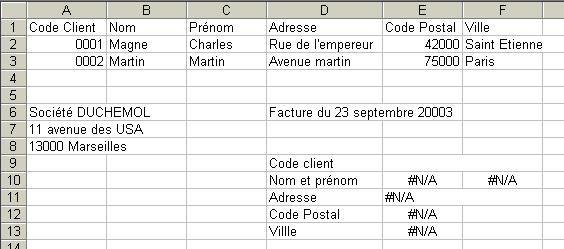 A B C D E F
1 Code Client Nom Prénom Adresse Code Postal Ville
2 0001 Magne Charles Rue de l'empereur 42000 Saint Etienne
3 0002 Martin Martin Avenue martin 75000 Paris
4
5
6 Société DUCHEMOL Facture du 23 septembre 20003
7 11 avenue des USA
8 13000 Marseilles
9 Code client
10 Nom et prénom #N/A #N/A
11 Adresse #N/A
12 Code Postal #N/A
13 Villle #N/A
14